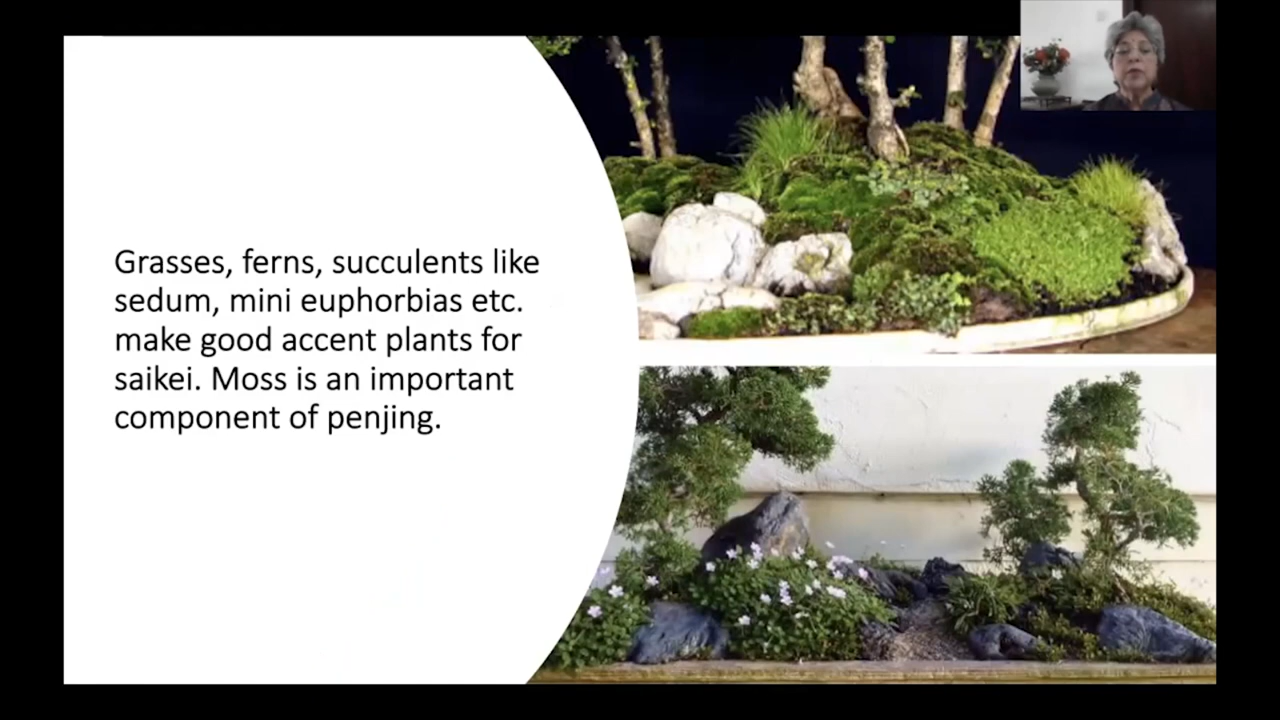 Grasses, ferns, succulents like
sedum, mini euphorbias etc.
make good accent plants for
saikei. Moss is an important
component of penjing.